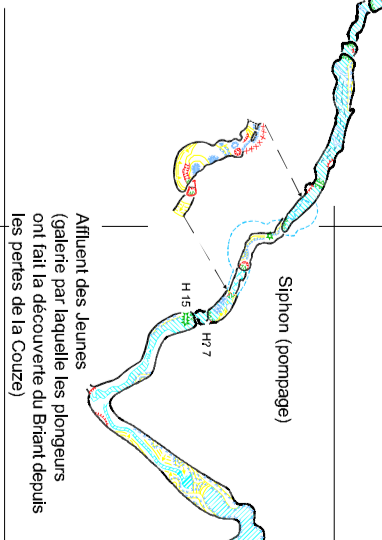 Siphon (pompage)
H? 7
H 15
Affluent des Jeunes
(galerie par laquelle les plongeurs
ont fait la découverte du Briant depuis
les pertes de la Couze)